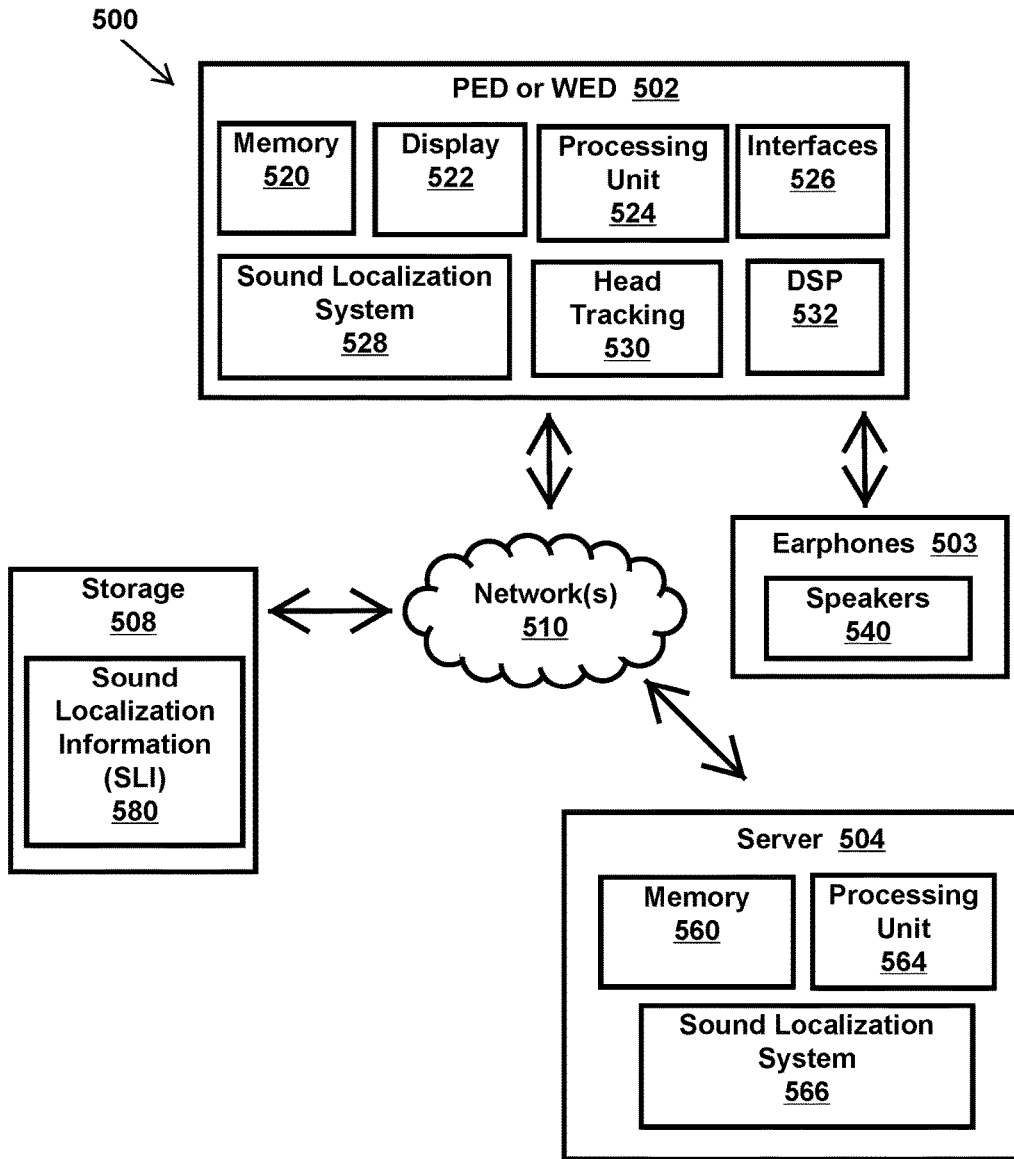 500
PED or WED 502
Memory
520
Display
522
Processing
Unit
524
Interfaces
526
Sound Localization
System
528
Head
Tracking
530
DSP
532
Earphones 503
Speakers
540
Network(s)
510
Storage
508
Sound
Localization
Information
(SLI)
580
Server 504
Memory
560
Processing
Unit
564
Sound Localization
System
566